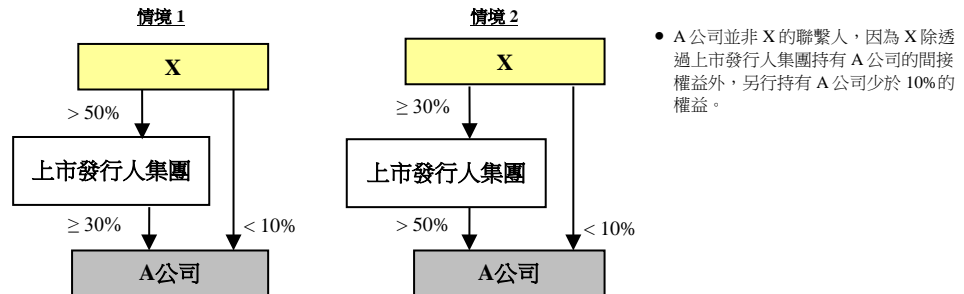 情境 1
X
> 50%
上市發行人集團
≥ 30%
< 10%
A公司
情境 2
X
≥ 30%
上市發行人集團
> 50%
< 10%
A公司
● A 公司並非 X 的聯繫人，因為 X 除透
過上市發行人集團持有 A 公司的間接
權益外，另行持有 A 公司少於 10%的
權益。